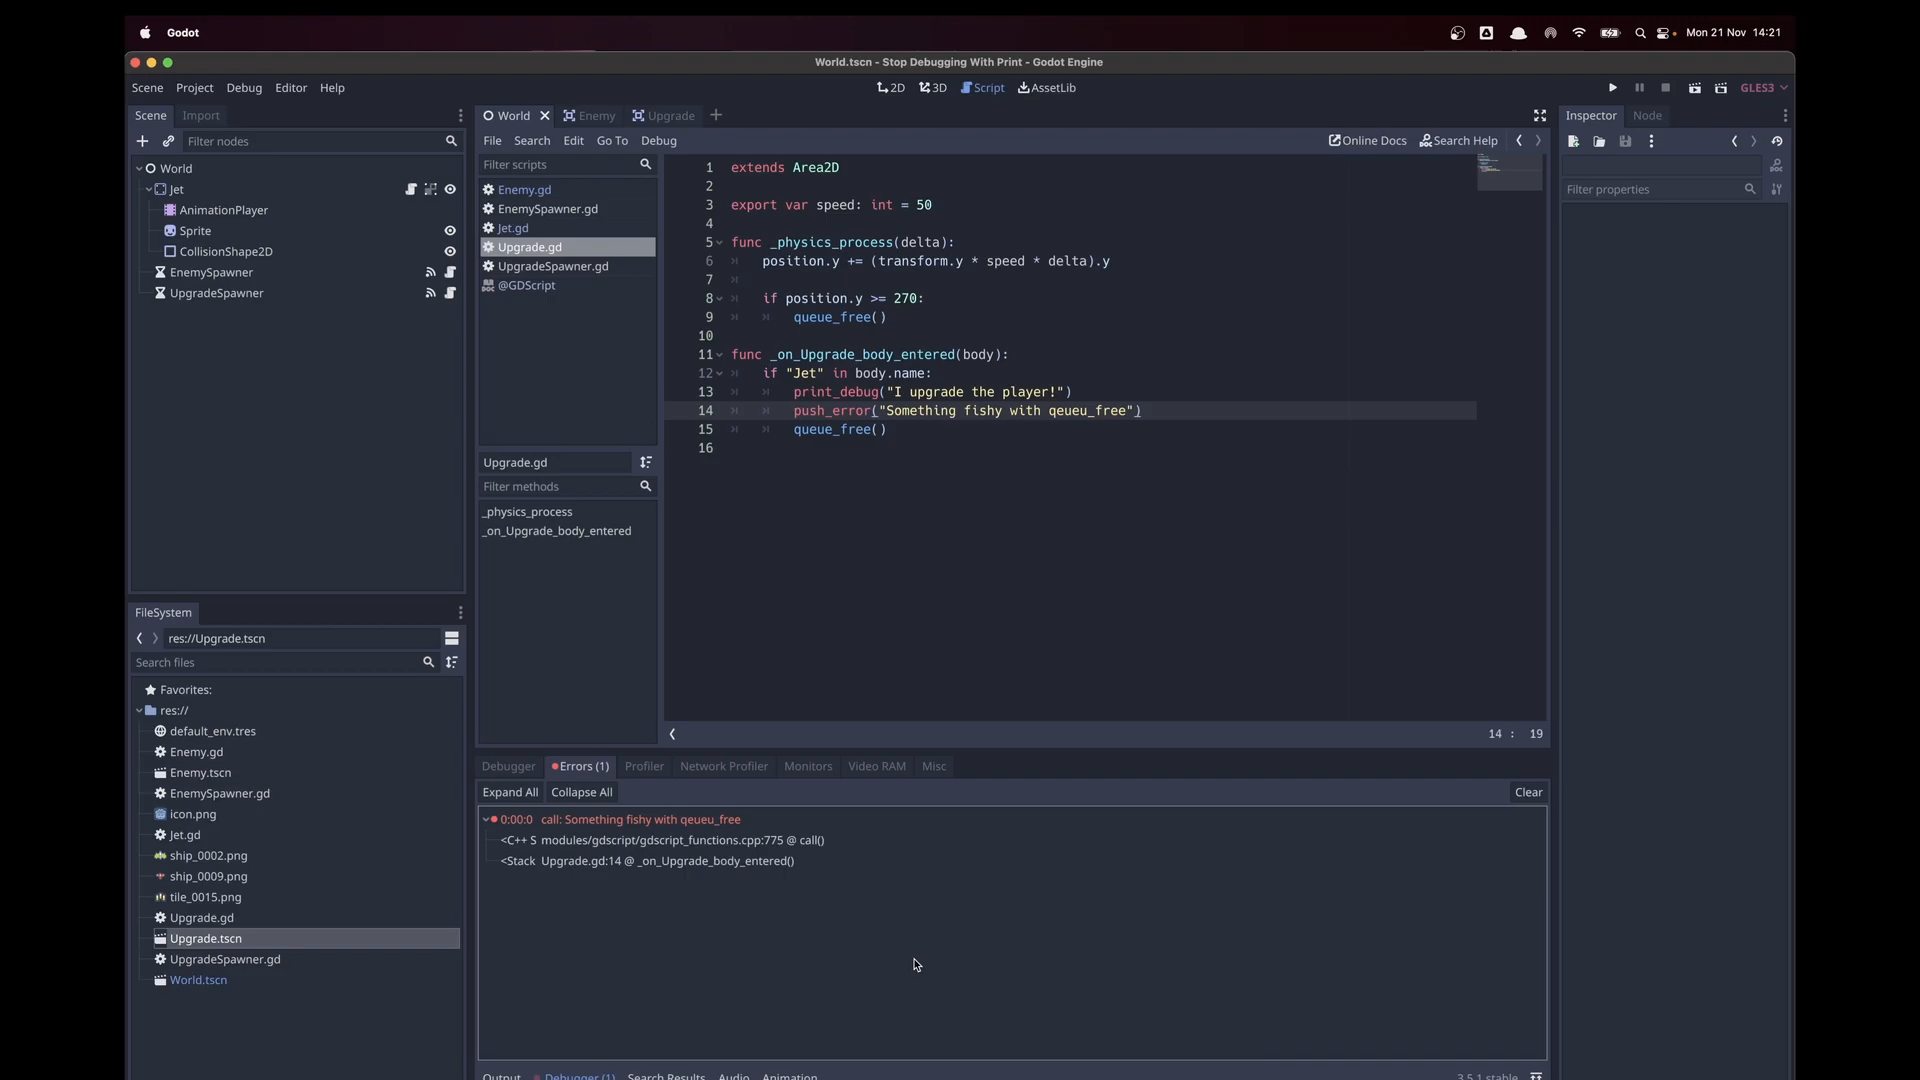 Godot
Mon 21 Nov 14:21
World.tscn - Stop Debugging With Print - Godot Engine
Scene Project Debug Editor Help
2D 3D Script AssetLib
GLES3
Scene Import
Filter nodes
World
Jet
AnimationPlayer
Sprite
CollisionShape2D
EnemySpawner
UpgradeSpawner
FileSystem
res://Upgrade.tscn
Search files
Favorites:
res://
default_env.tres
Enemy.gd
Enemy.tscn
EnemySpawner.gd
icon.png
Jet.gd
ship_0002.png
ship_0009.png
tile_0015.png
Upgrade.gd
Upgrade.tscn
UpgradeSpawner.gd
World.tscn
World Enemy Upgrade
File Search Edit Go To Debug
Online Docs Search Help
Filter scripts
Enemy.gd
EnemySpawner.gd
Jet.gd
Upgrade.gd
UpgradeSpawner.gd
@GDScript
Upgrade.gd
Filter methods
_physics_process
_on_Upgrade_body_entered
1 extends Area2D
2
3 export var speed: int = 50
4
5 func _physics_process(delta):
6 position.y += (transform.y * speed * delta).y
7
8 if position.y >= 270:
9 queue_free()
10
11 func _on_Upgrade_body_entered(body):
12 if "Jet" in body.name:
13 print_debug("I upgrade the player!")
14 push_error("Something fishy with qeueu_free")
15 queue_free()
16
14 : 19
Debugger Errors (1) Profiler Network Profiler Monitors Video RAM Misc
Expand All Collapse All Clear
0:00:0 call: Something fishy with qeueu_free
<C++ S modules/gdscript/gdscript_functions.cpp:775 @ call()
<Stack Upgrade.gd:14 @ _on_Upgrade_body_entered()
Output Debugger (1) Search Results Audio Animation 3.5.1.stable
Inspector Node
Filter properties